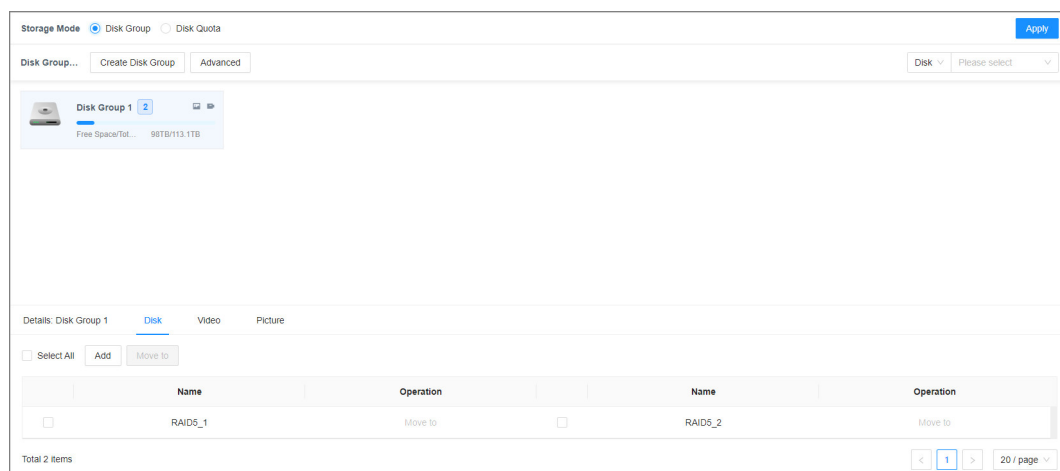 Storage Mode Disk Group Disk Quota Apply
Disk Group... Create Disk Group Advanced Disk Please select
Disk Group 1 2
Free Space/Tot... 98TB/113.1TB
Details: Disk Group 1 Disk Video Picture
Select All Add Move to
Name Operation Name Operation
RAID5_1 Move to RAID5_2 Move to
Total 2 items < 1 > 20 / page